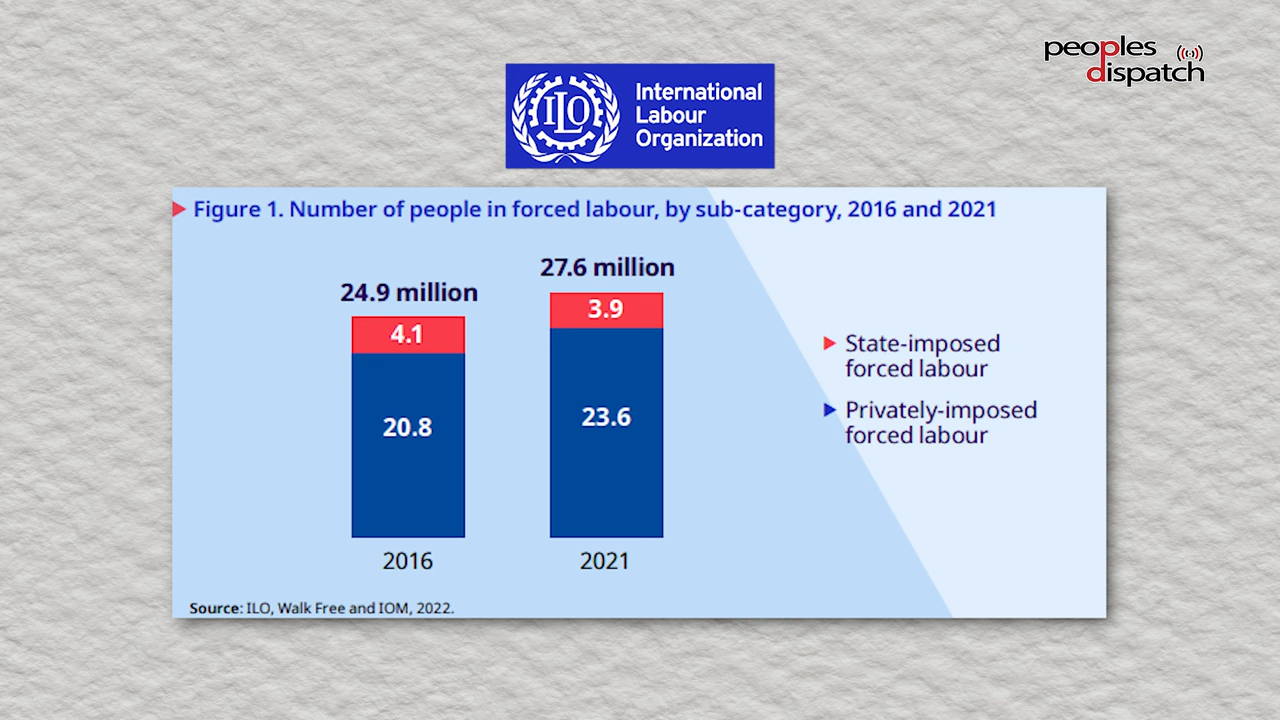 peoples
dispatch
ILO
International
Labour
Organization
Figure 1. Number of people in forced labour, by sub-category, 2016 and 2021
24.9 million
27.6 million
4.1
3.9
20.8
23.6
2016
2021
State-imposed
forced labour
Privately-imposed
forced labour
Source: ILO, Walk Free and IOM, 2022.